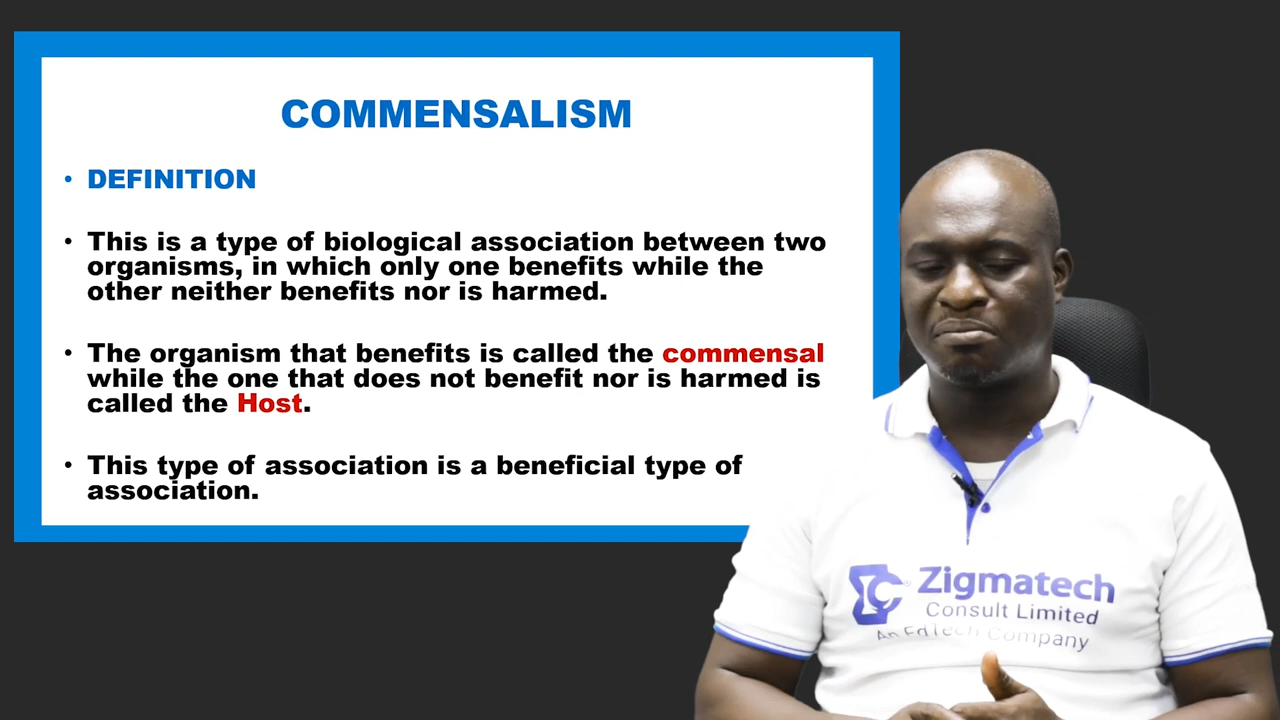 COMMENSALISM
• DEFINITION
• This is a type of biological association between two
organisms, in which only one benefits while the
other neither benefits nor is harmed.
• The organism that benefits is called the commensal
while the one that does not benefit nor is harmed is
called the Host.
• This type of association is a beneficial type of
association.
Zigmatech
Consult Limited
An EdTech Company